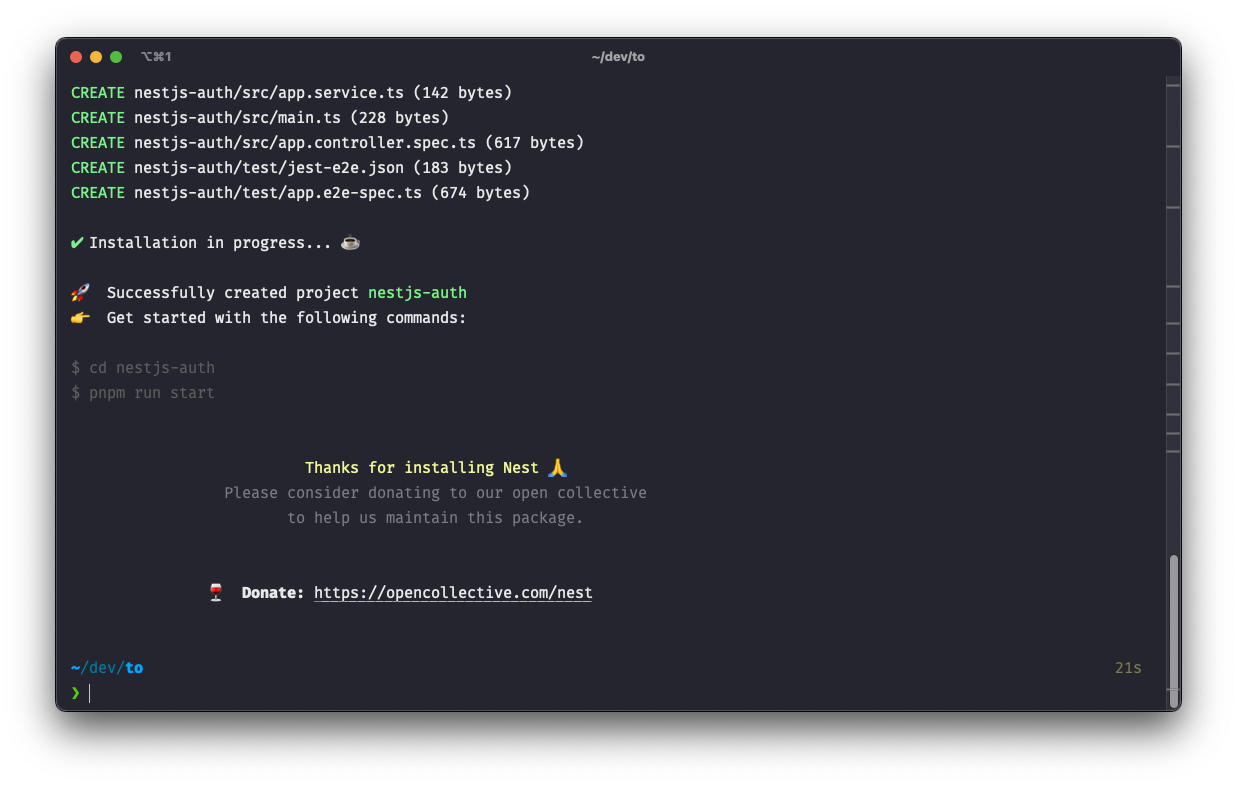 ⌥⌘1
~/dev/to
CREATE nestjs-auth/src/app.service.ts (142 bytes)
CREATE nestjs-auth/src/main.ts (228 bytes)
CREATE nestjs-auth/src/app.controller.spec.ts (617 bytes)
CREATE nestjs-auth/test/jest-e2e.json (183 bytes)
CREATE nestjs-auth/test/app.e2e-spec.ts (674 bytes)
✔ Installation in progress... ☕
🚀 Successfully created project nestjs-auth
👉 Get started with the following commands:
$ cd nestjs-auth
$ pnpm run start
Thanks for installing Nest 🙏
Please consider donating to our open collective
to help us maintain this package.
🍷 Donate: https://opencollective.com/nest
~/dev/to 21s
❯